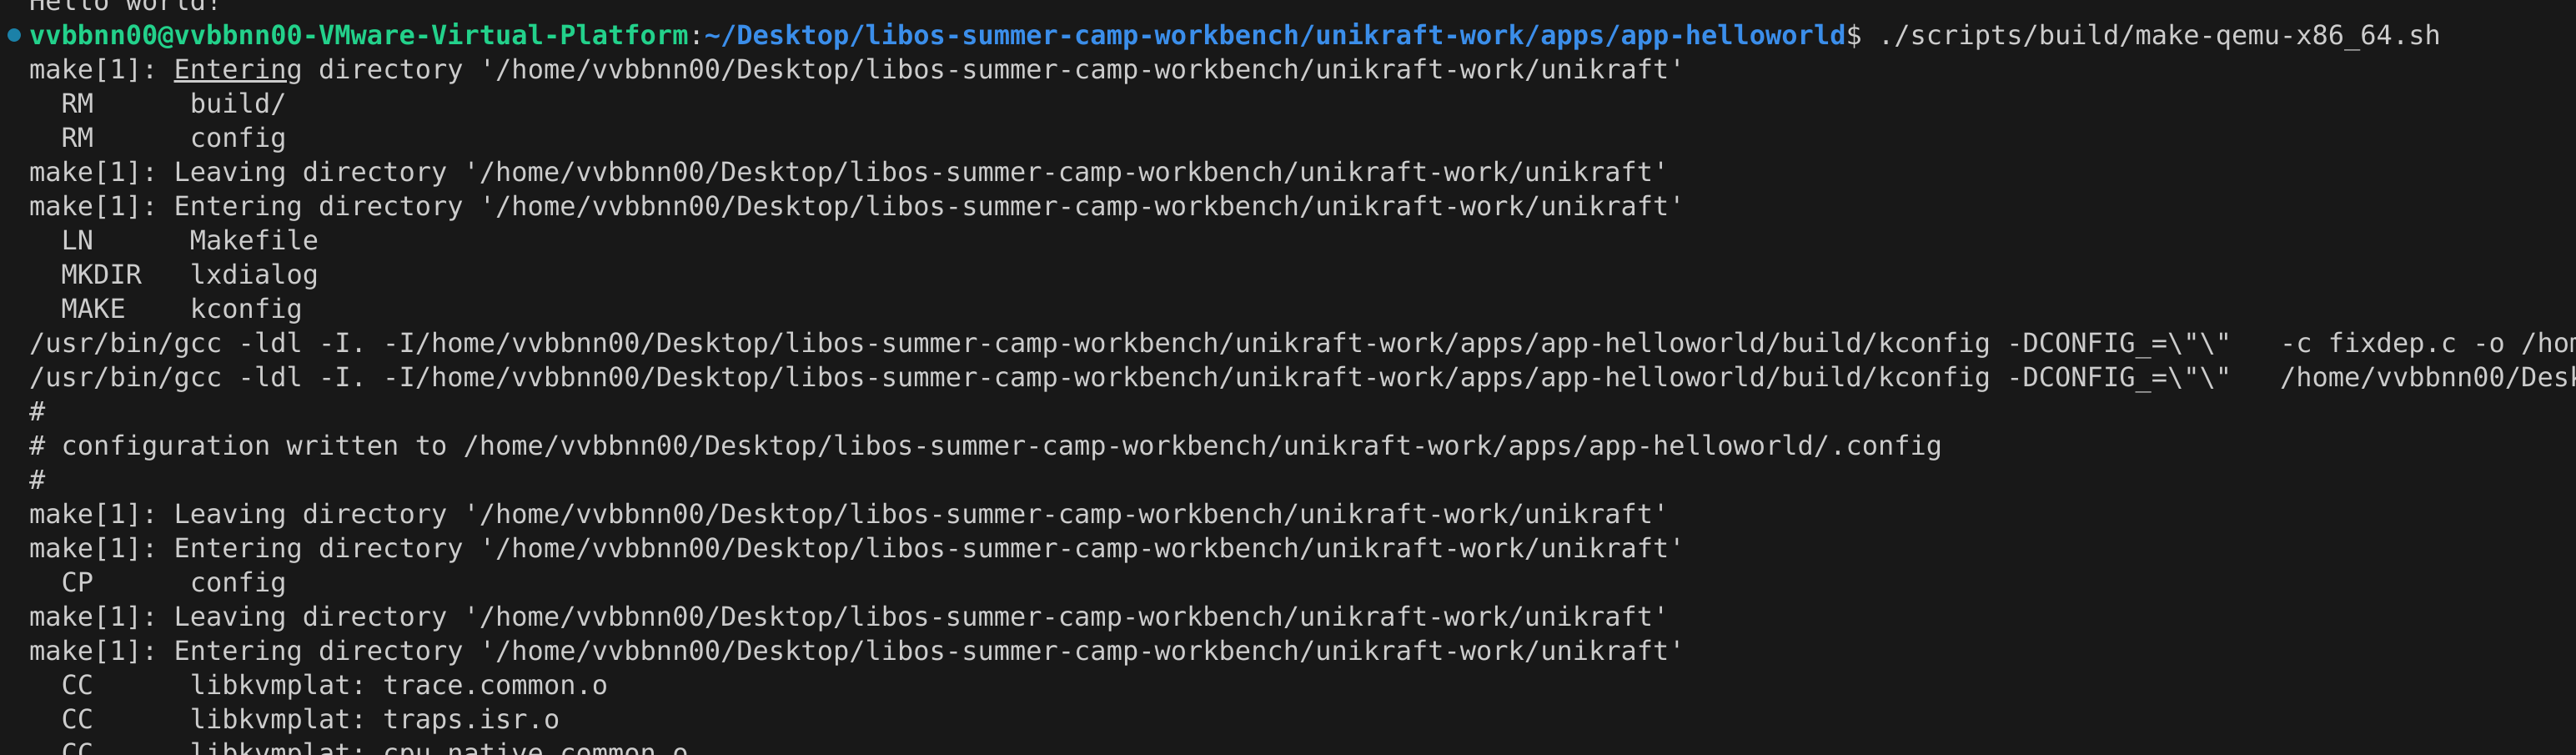 Hello world!
vvbbnn00@vvbbnn00-VMware-Virtual-Platform:~/Desktop/libos-summer-camp-workbench/unikraft-work/apps/app-helloworld$ ./scripts/build/make-qemu-x86_64.sh
make[1]: Entering directory '/home/vvbbnn00/Desktop/libos-summer-camp-workbench/unikraft-work/unikraft'
  RM      build/
  RM      config
make[1]: Leaving directory '/home/vvbbnn00/Desktop/libos-summer-camp-workbench/unikraft-work/unikraft'
make[1]: Entering directory '/home/vvbbnn00/Desktop/libos-summer-camp-workbench/unikraft-work/unikraft'
  LN      Makefile
  MKDIR   lxdialog
  MAKE    kconfig
/usr/bin/gcc -ldl -I. -I/home/vvbbnn00/Desktop/libos-summer-camp-workbench/unikraft-work/apps/app-helloworld/build/kconfig -DCONFIG_=\"\"   -c fixdep.c -o /hom
/usr/bin/gcc -ldl -I. -I/home/vvbbnn00/Desktop/libos-summer-camp-workbench/unikraft-work/apps/app-helloworld/build/kconfig -DCONFIG_=\"\"   /home/vvbbnn00/Desk
#
# configuration written to /home/vvbbnn00/Desktop/libos-summer-camp-workbench/unikraft-work/apps/app-helloworld/.config
#
make[1]: Leaving directory '/home/vvbbnn00/Desktop/libos-summer-camp-workbench/unikraft-work/unikraft'
make[1]: Entering directory '/home/vvbbnn00/Desktop/libos-summer-camp-workbench/unikraft-work/unikraft'
  CP      config
make[1]: Leaving directory '/home/vvbbnn00/Desktop/libos-summer-camp-workbench/unikraft-work/unikraft'
make[1]: Entering directory '/home/vvbbnn00/Desktop/libos-summer-camp-workbench/unikraft-work/unikraft'
  CC      libkvmplat: trace.common.o
  CC      libkvmplat: traps.isr.o
  CC      libkvmplat: cpu_native.common.o